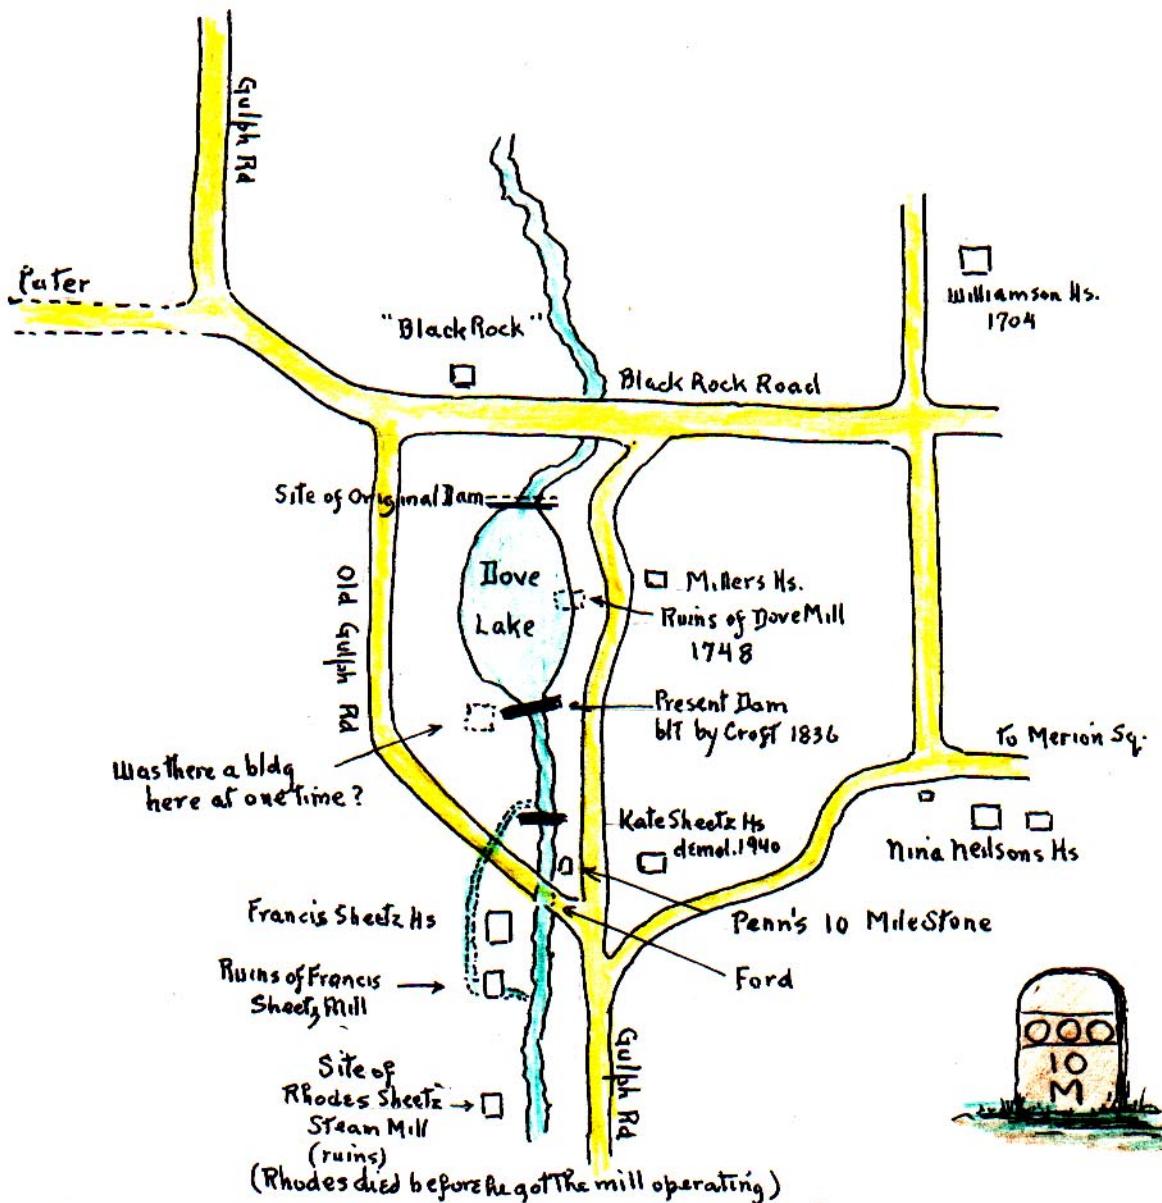 Gulph Rd
Later
"Black Rock"
Black Rock Road
Williamson Hs.
1704
Site of Original Dam
Dove
Lake
Millers Hs.
Ruins of Dove Mill
1748
Old Gulph Rd
Present Dam
blt by Croft 1836
to Merion Sq.
Was there a bldg
here at one time?
Kate Sheetz Hs
demol. 1940
Nina Neilsons Hs
Francis Sheetz Hs
Penn's 10 Mile Stone
Ford
Ruins of Francis
Sheetz Mill
Gulph Rd
Site of
Rhodes Sheetz
Steam Mill
(ruins)
(Rhodes died before he got the mill operating)
10
M